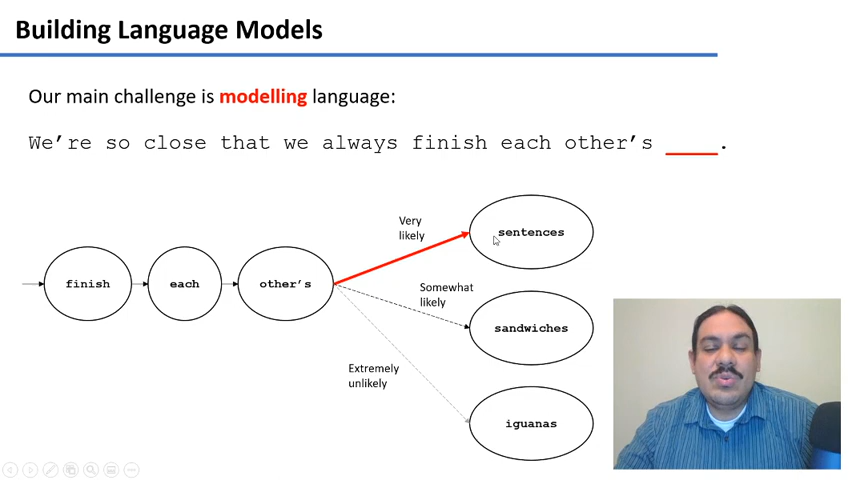 Building Language Models
Our main challenge is modelling language:
We're so close that we always finish each other's ____.
Very
likely
sentences
finish
each
other's
Somewhat
likely
sandwiches
Extremely
unlikely
iguanas